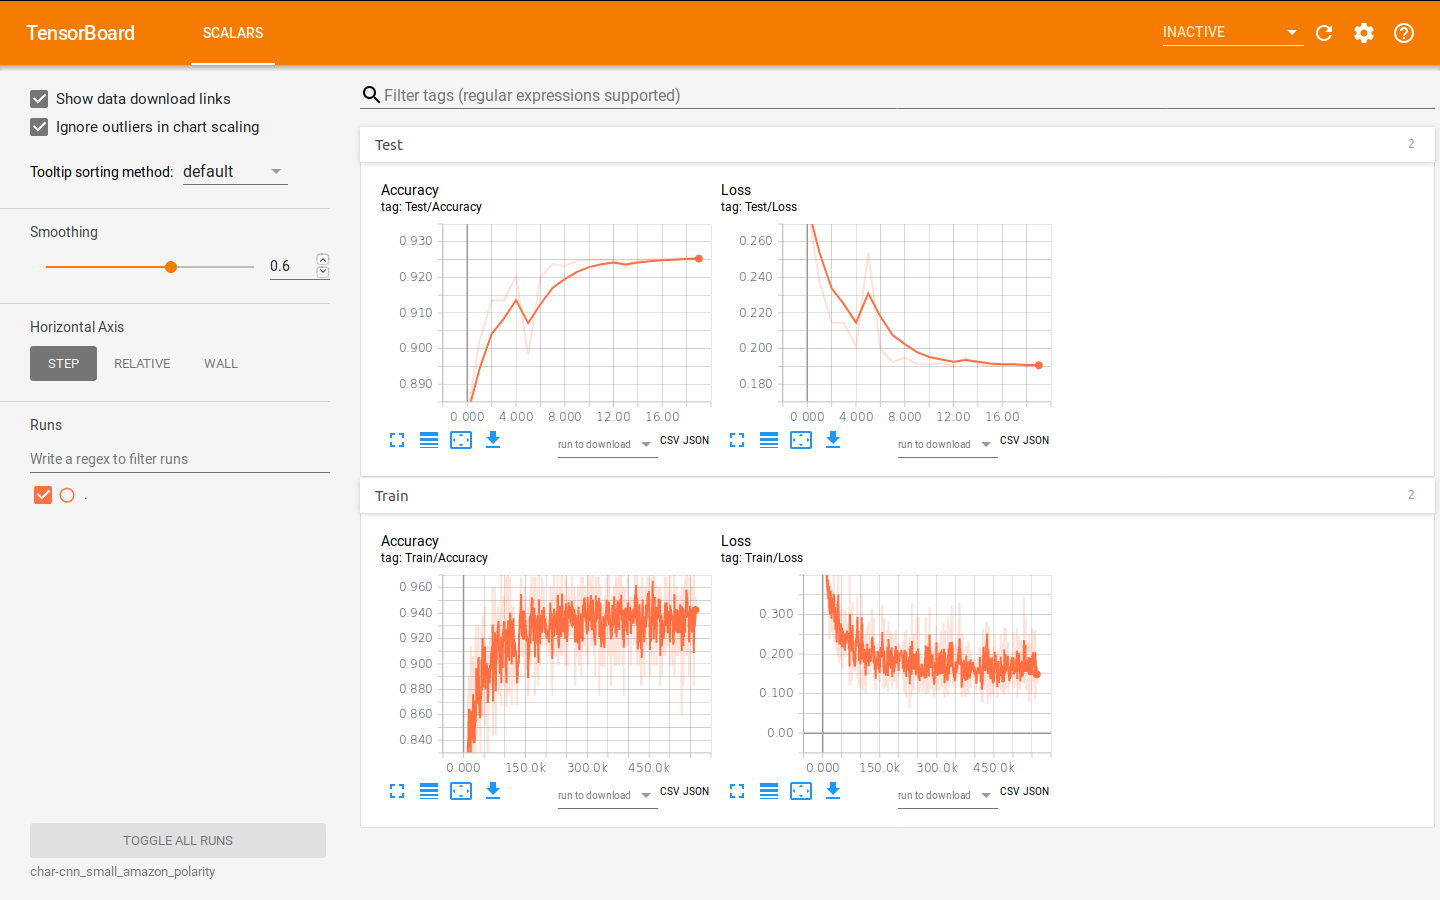 TensorBoard SCALARS INACTIVE
Show data download links
Ignore outliers in chart scaling
Tooltip sorting method: default
Smoothing
0.6
Horizontal Axis
STEP RELATIVE WALL
Runs
Write a regex to filter runs
.
TOGGLE ALL RUNS
char-cnn_small_amazon_polarity
Filter tags (regular expressions supported)
Test 2
Accuracy
tag: Test/Accuracy
0.930
0.920
0.910
0.900
0.890
0.000 4.000 8.000 12.00 16.00
run to download CSV JSON
Loss
tag: Test/Loss
0.260
0.240
0.220
0.200
0.180
0.000 4.000 8.000 12.00 16.00
run to download CSV JSON
Train 2
Accuracy
tag: Train/Accuracy
0.960
0.940
0.920
0.900
0.880
0.860
0.840
0.000 150.0k 300.0k 450.0k
run to download CSV JSON
Loss
tag: Train/Loss
0.300
0.200
0.100
0.00
0.000 150.0k 300.0k 450.0k
run to download CSV JSON